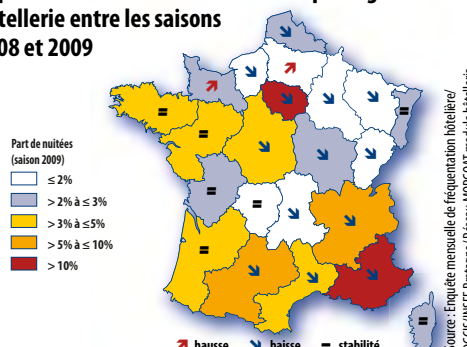 tellerie entre les saisons
08 et 2009
Part de nuitées
(saison 2009)
≤ 2%
> 2% à ≤ 3%
> 3% à ≤5%
> 5% à ≤ 10%
> 10%
hausse
baisse
= stabilité
Source : Enquête mensuelle de fréquentation hôtelière/